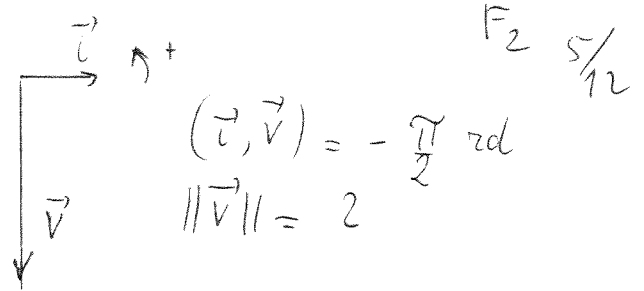 F₂ 5/12
i⃗ +
(i⃗, v⃗) = - π/2 rd
v⃗ ||v⃗|| = 2